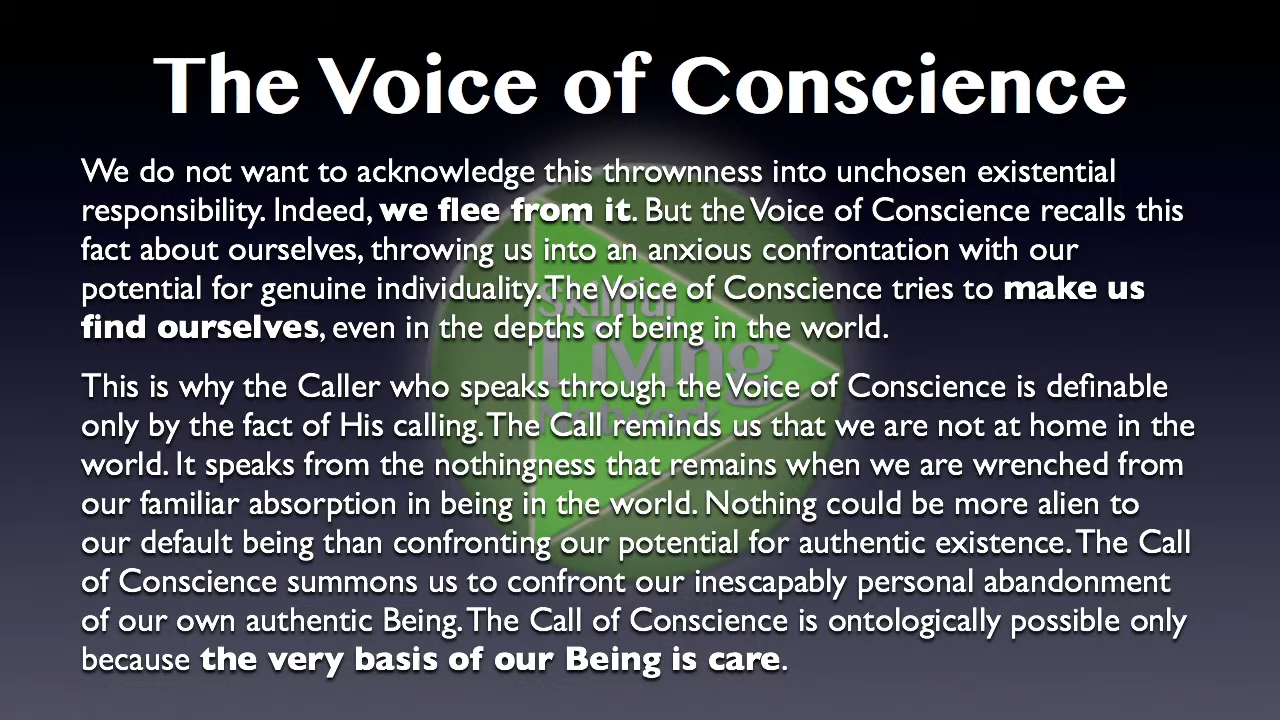 The Voice of Conscience
We do not want to acknowledge this thrownness into unchosen existential
responsibility. Indeed, we flee from it. But the Voice of Conscience recalls this
fact about ourselves, throwing us into an anxious confrontation with our
potential for genuine individuality. The Voice of Conscience tries to make us
find ourselves, even in the depths of being in the world.
This is why the Caller who speaks through the Voice of Conscience is definable
only by the fact of His calling. The Call reminds us that we are not at home in the
world. It speaks from the nothingness that remains when we are wrenched from
our familiar absorption in being in the world. Nothing could be more alien to
our default being than confronting our potential for authentic existence. The Call
of Conscience summons us to confront our inescapably personal abandonment
of our own authentic Being. The Call of Conscience is ontologically possible only
because the very basis of our Being is care.
Skillful
Living
Network